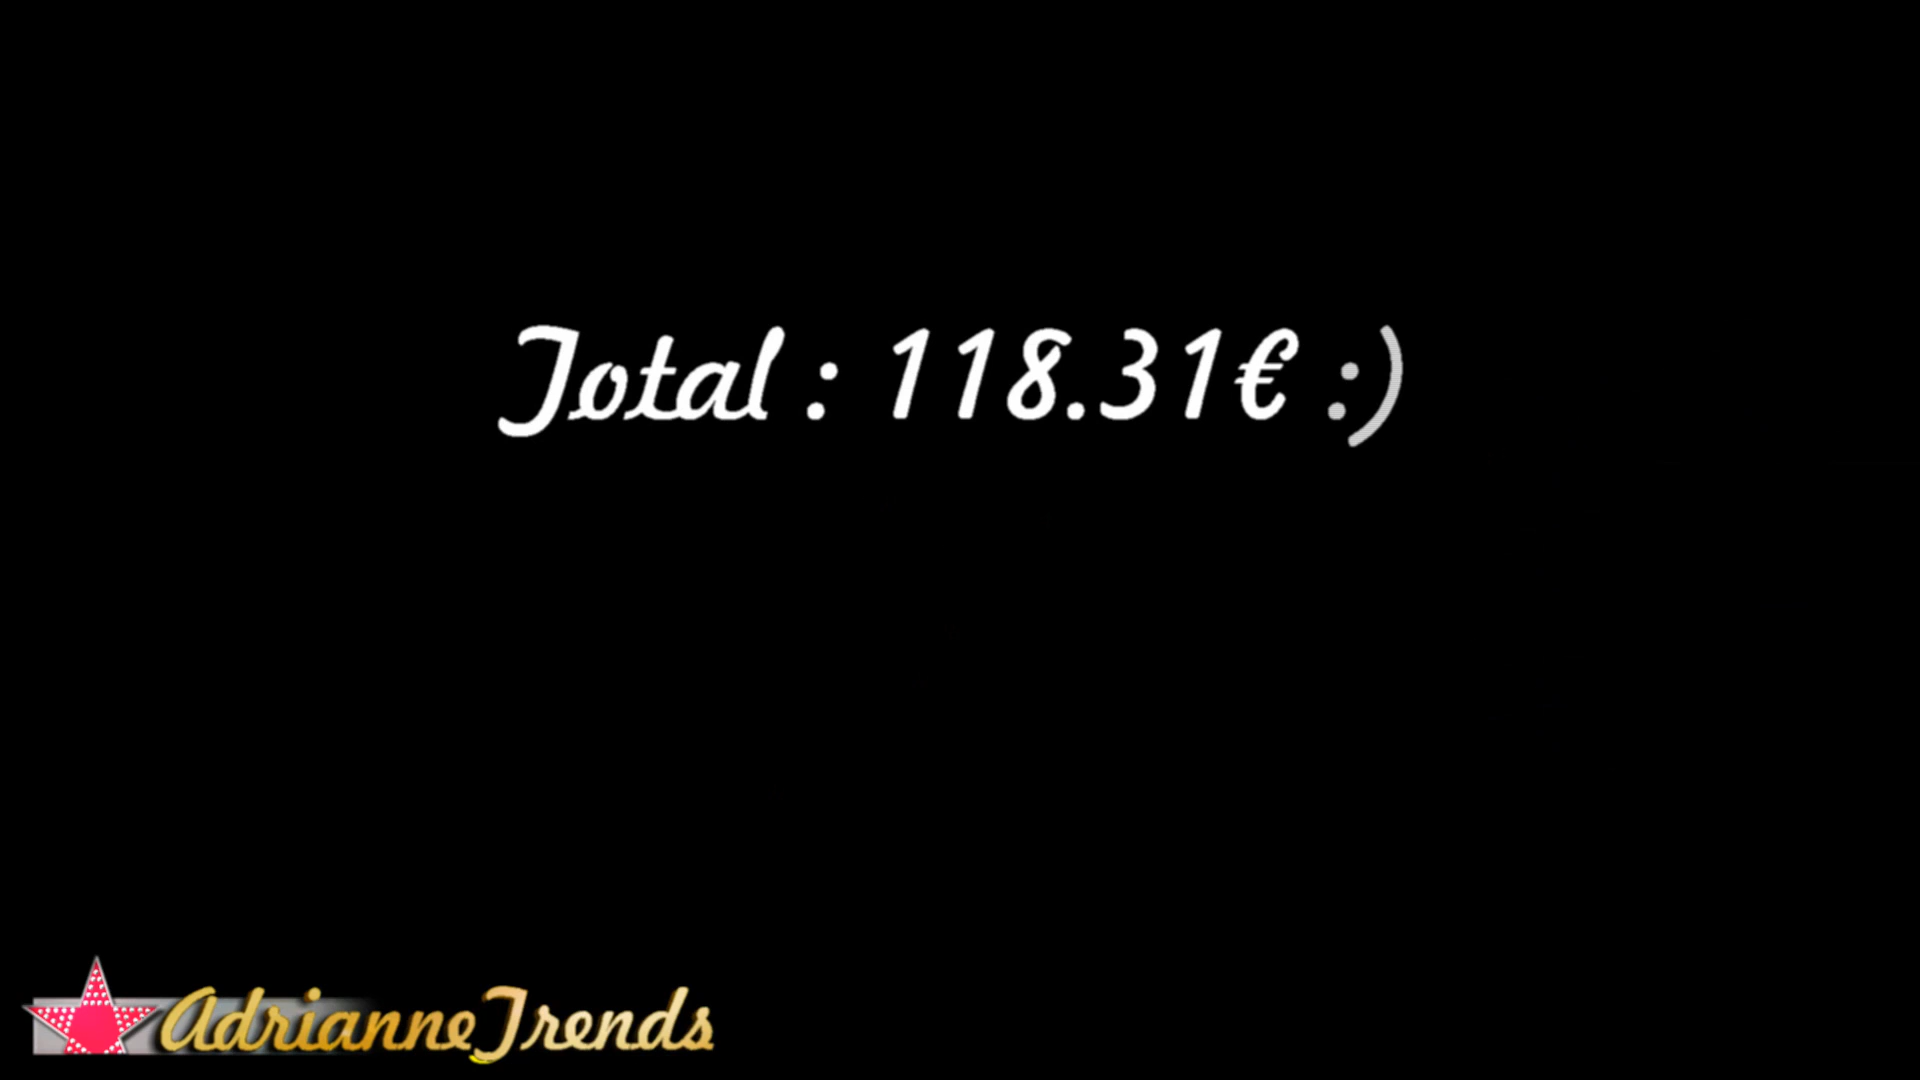 Total : 118.31€ :)
AdrianneTrends